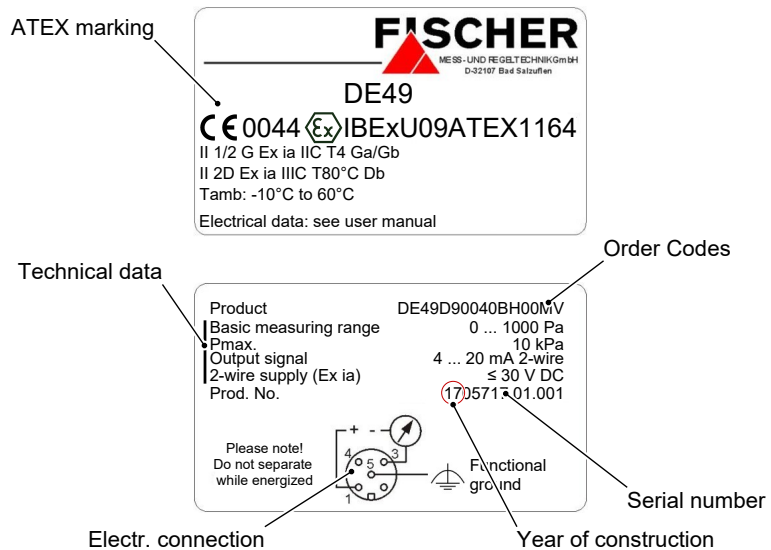 ATEX marking
FISCHER
MESS- UND REGELTECHNIK GmbH
D-32107 Bad Salzuflen
DE49
CE 0044 Ex IBExU09ATEX1164
II 1/2 G Ex ia IIC T4 Ga/Gb
II 2D Ex ia IIIC T80°C Db
Tamb: -10°C to 60°C
Electrical data: see user manual
Order Codes
Technical data
Product DE49D90040BH00MV
Basic measuring range 0 ... 1000 Pa
Pmax. 10 kPa
Output signal 4 ... 20 mA 2-wire
2-wire supply (Ex ia) ≤ 30 V DC
Prod. No. 1705717.01.001
+ -
Please note!
Do not separate
while energized
4 5 3
1
Functional
ground
Serial number
Electr. connection
Year of construction